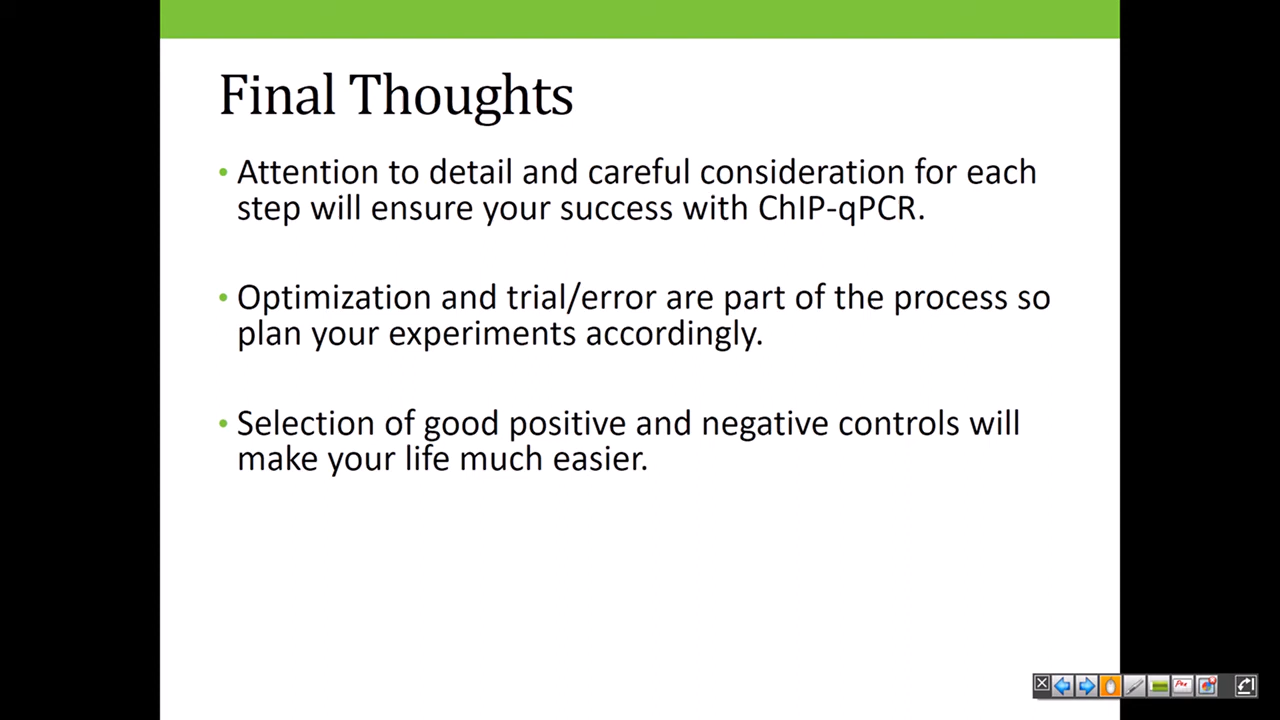 Final Thoughts
• Attention to detail and careful consideration for each
step will ensure your success with ChIP-qPCR.
• Optimization and trial/error are part of the process so
plan your experiments accordingly.
• Selection of good positive and negative controls will
make your life much easier.